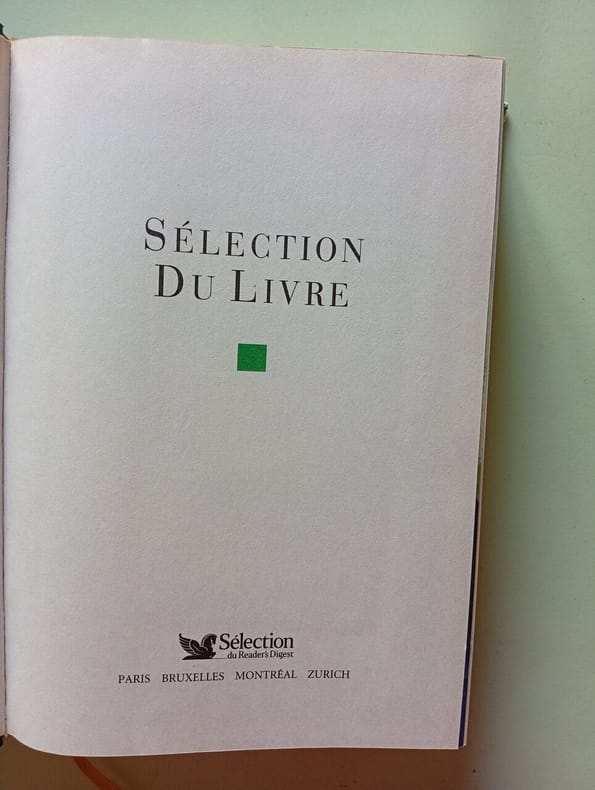 SÉLECTION
DU LIVRE
Sélection
du Reader's Digest
PARIS BRUXELLES MONTRÉAL ZURICH